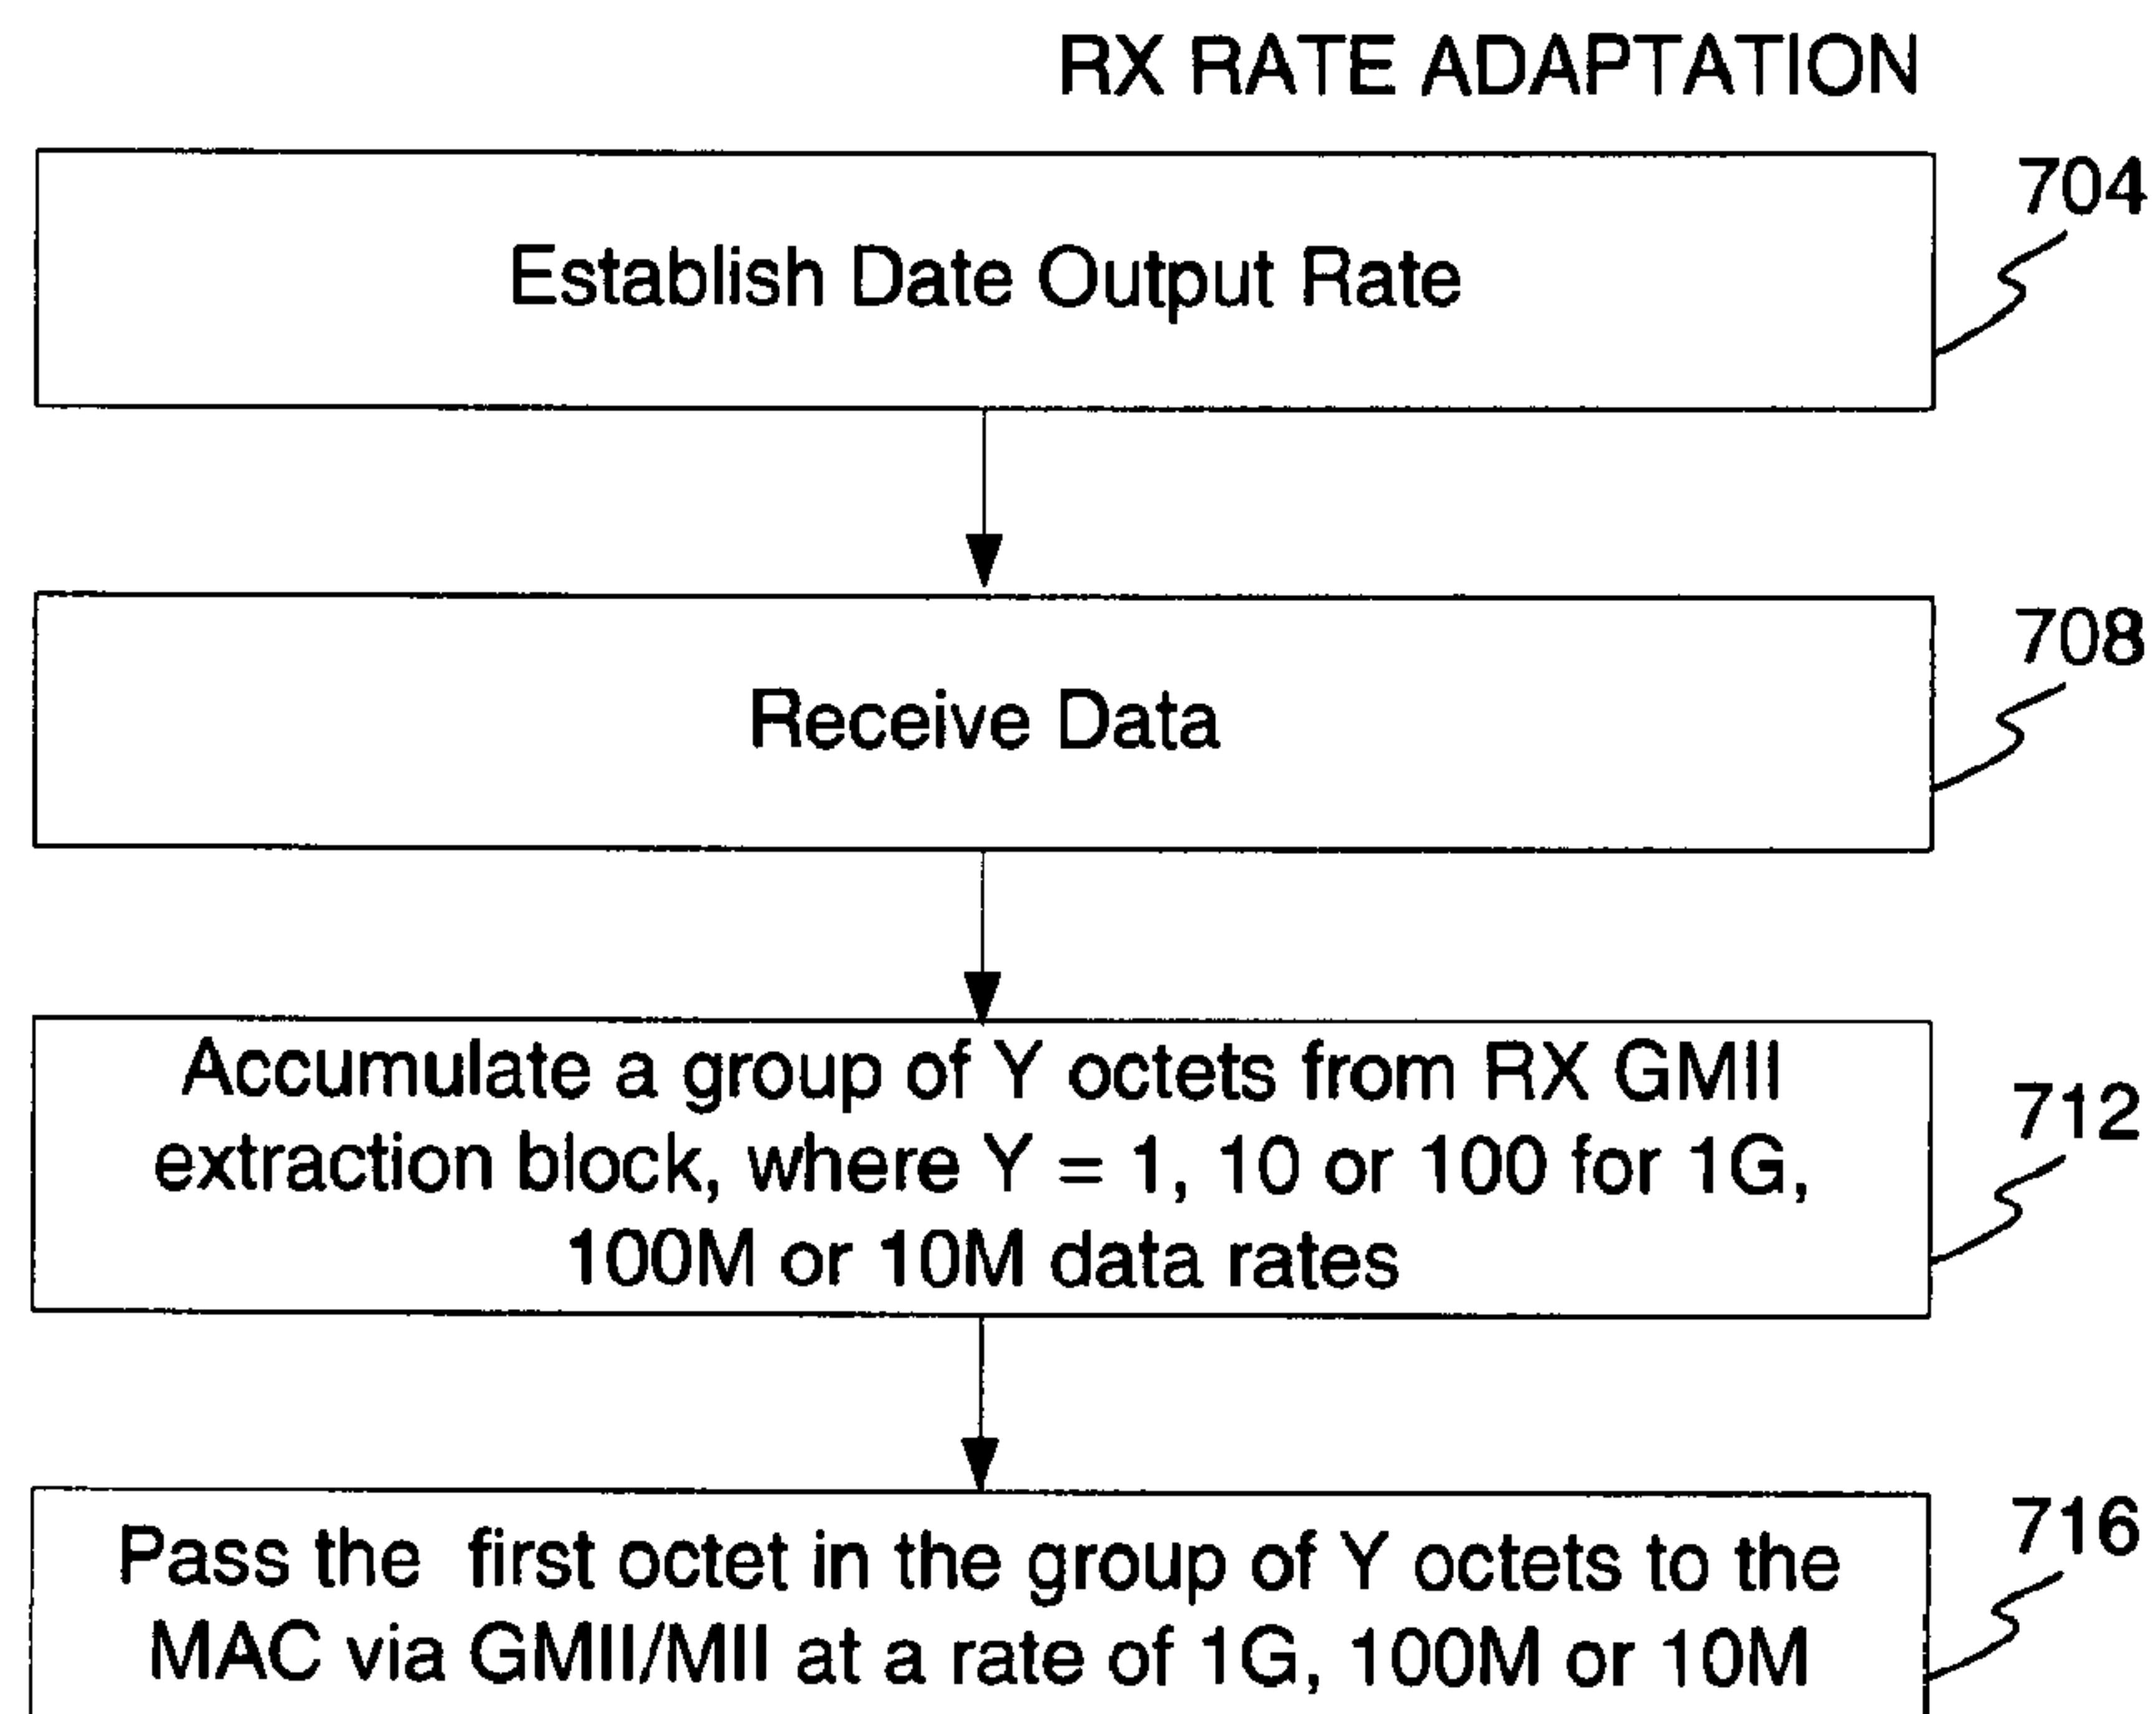 RX RATE ADAPTATION
704
Establish Date Output Rate
708
Receive Data
712
Accumulate a group of Y octets from RX GMII
extraction block, where Y = 1, 10 or 100 for 1G,
100M or 10M data rates
716
Pass the first octet in the group of Y octets to the
MAC via GMII/MII at a rate of 1G, 100M or 10M